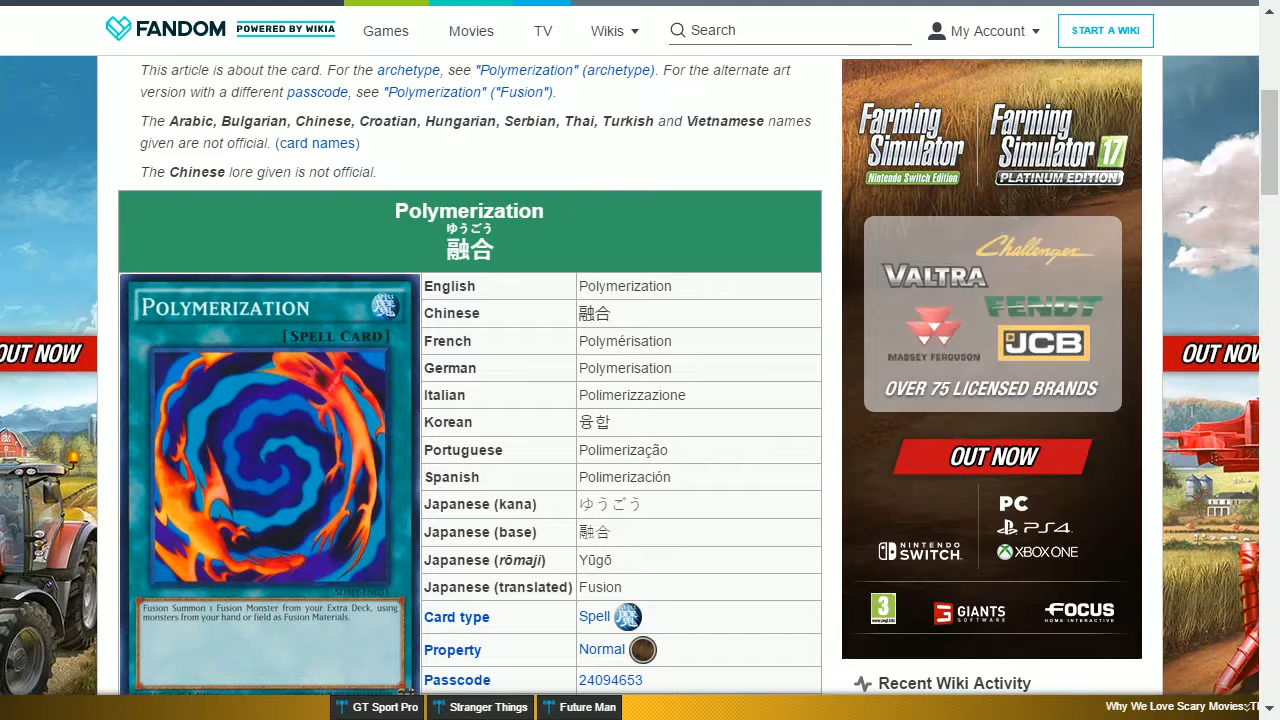 FANDOM POWERED BY WIKIA
Games
Movies
TV
Wikis
Search
My Account
START A WIKI
This article is about the card. For the archetype, see "Polymerization" (archetype). For the alternate art
version with a different passcode, see "Polymerization" ("Fusion").
The Arabic, Bulgarian, Chinese, Croatian, Hungarian, Serbian, Thai, Turkish and Vietnamese names
given are not official. (card names)
The Chinese lore given is not official.
Polymerization
ゆうごう
融合
POLYMERIZATION
魔
[SPELL CARD]
SDMY-EN031
Fusion Summon 1 Fusion Monster from your Extra Deck, using
monsters from your hand or field as Fusion Materials.
English Polymerization
Chinese 融合
French Polymérisation
German Polymerisation
Italian Polimerizzazione
Korean 융합
Portuguese Polimerização
Spanish Polimerización
Japanese (kana) ゆうごう
Japanese (base) 融合
Japanese (rōmaji) Yūgō
Japanese (translated) Fusion
Card type Spell 魔
Property Normal
Passcode 24094653
Farming
Simulator
Nintendo Switch Edition
Farming
Simulator 17
PLATINUM EDITION
Challenger
VALTRA
FENDT
MASSEY FERGUSON
JCB
OVER 75 LICENSED BRANDS
OUT NOW
PC
PS4
NINTENDO
SWITCH
XBOX ONE
3
www.pegi.info
GIANTS
SOFTWARE
FOCUS
HOME INTERACTIVE
OUT NOW
OUT NOW
Recent Wiki Activity
GT Sport Pro
Stranger Things
Future Man
Why We Love Scary Movies: T